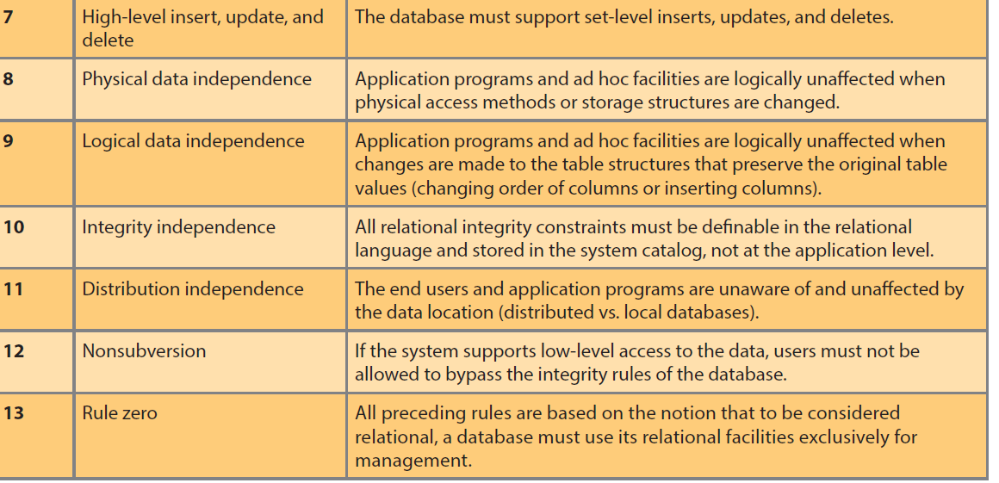 7 High-level insert, update, and The database must support set-level inserts, updates, and deletes.
delete
8 Physical data independence Application programs and ad hoc facilities are logically unaffected when
physical access methods or storage structures are changed.
9 Logical data independence Application programs and ad hoc facilities are logically unaffected when
changes are made to the table structures that preserve the original table
values (changing order of columns or inserting columns).
10 Integrity independence All relational integrity constraints must be definable in the relational
language and stored in the system catalog, not at the application level.
11 Distribution independence The end users and application programs are unaware of and unaffected by
the data location (distributed vs. local databases).
12 Nonsubversion If the system supports low-level access to the data, users must not be
allowed to bypass the integrity rules of the database.
13 Rule zero All preceding rules are based on the notion that to be considered
relational, a database must use its relational facilities exclusively for
management.